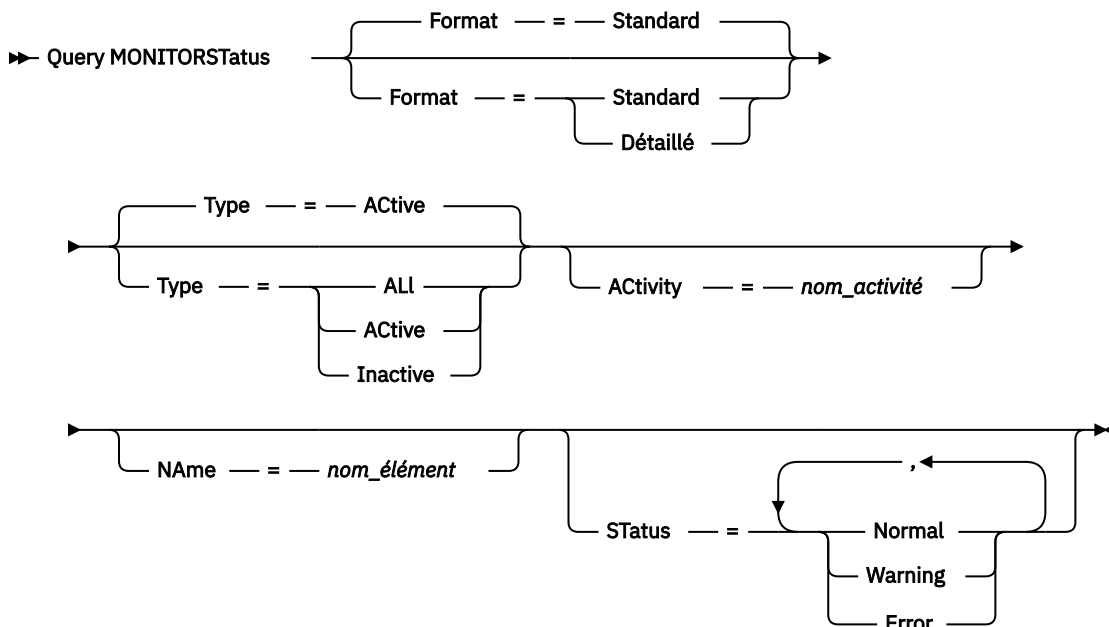 Format = Standard
Query MONITORSTatus
Format = Standard
Détaillé
Type = ACtive
Type = ALl
ACtive
Inactive
ACtivity = nom_activité
NAme = nom_élément
,
STatus = Normal
Warning
Error